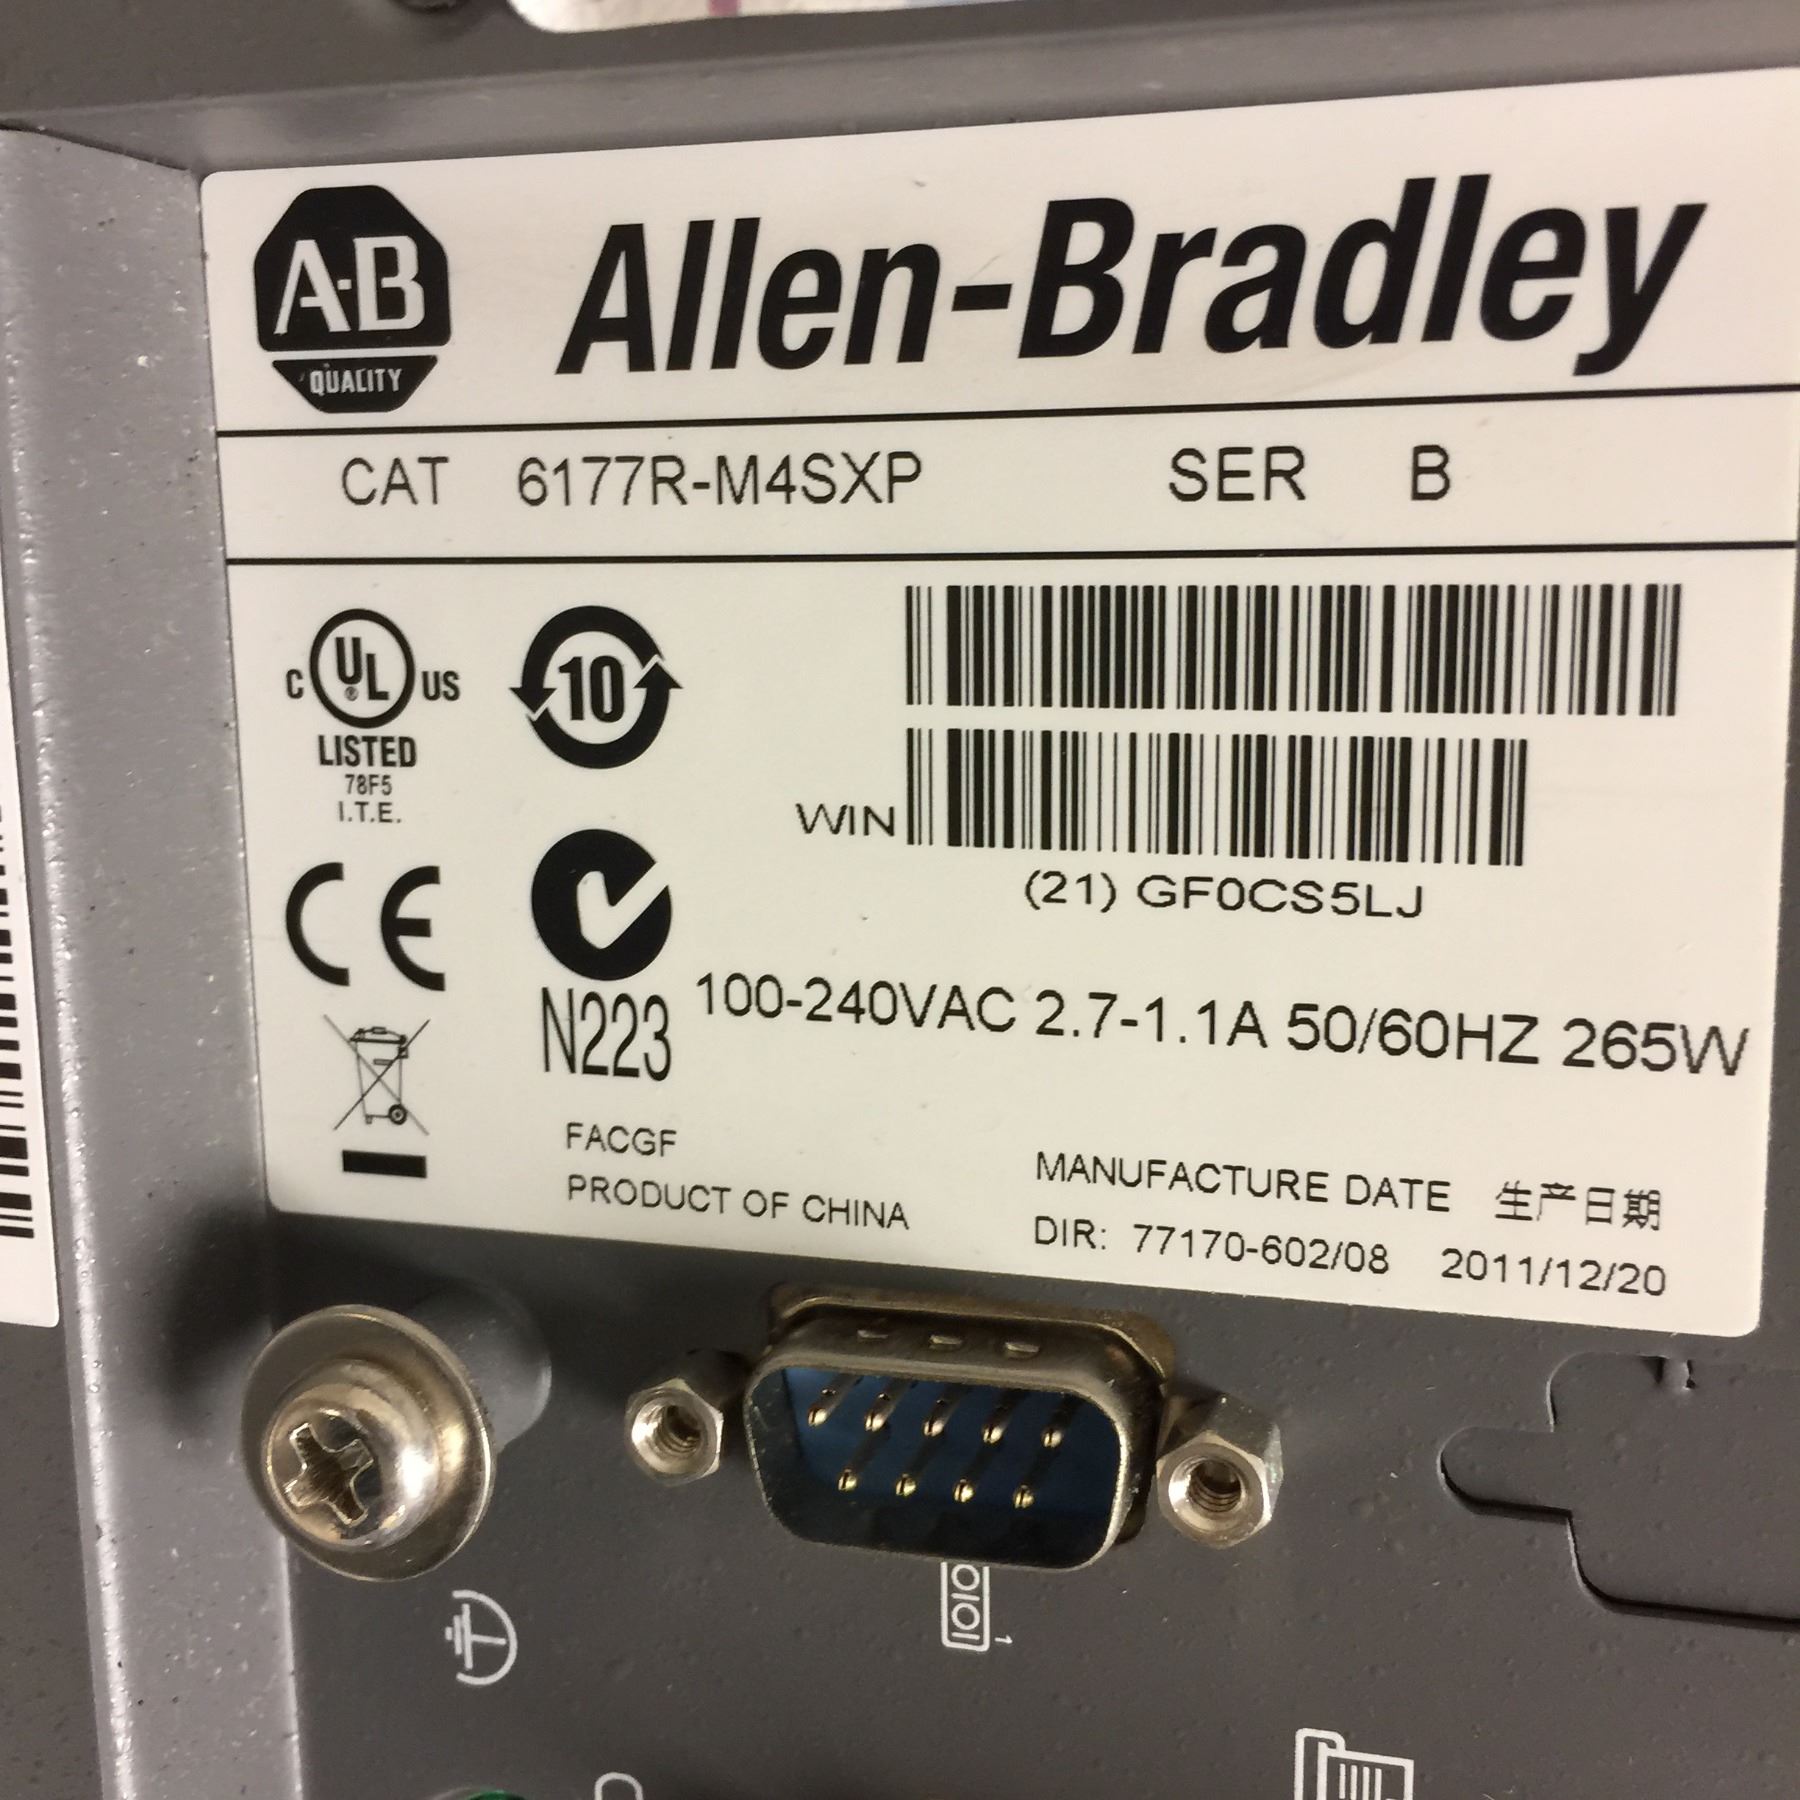 A-B
QUALITY
Allen-Bradley
CAT 6177R-M4SXP SER B
C UL ® US
LISTED
78F5
I.T.E.
10
WIN
(21) GF0CS5LJ
CE
N223
100-240VAC 2.7-1.1A 50/60HZ 265W
FACGF
PRODUCT OF CHINA
MANUFACTURE DATE 生产日期
DIR: 77170-602/08 2011/12/20
IOIOI
1